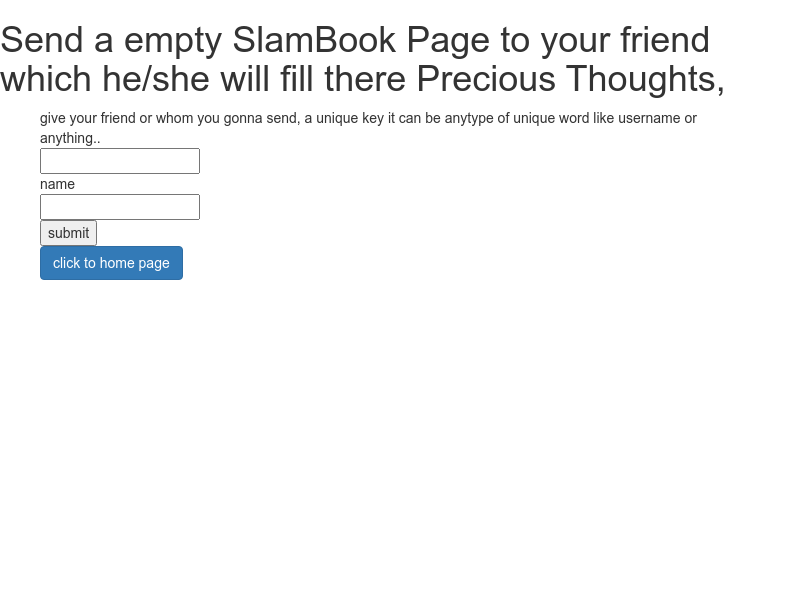 Send a empty SlamBook Page to your friend
which he/she will fill there Precious Thoughts,
give your friend or whom you gonna send, a unique key it can be anytype of unique word like username or
anything..
name
submit
click to home page